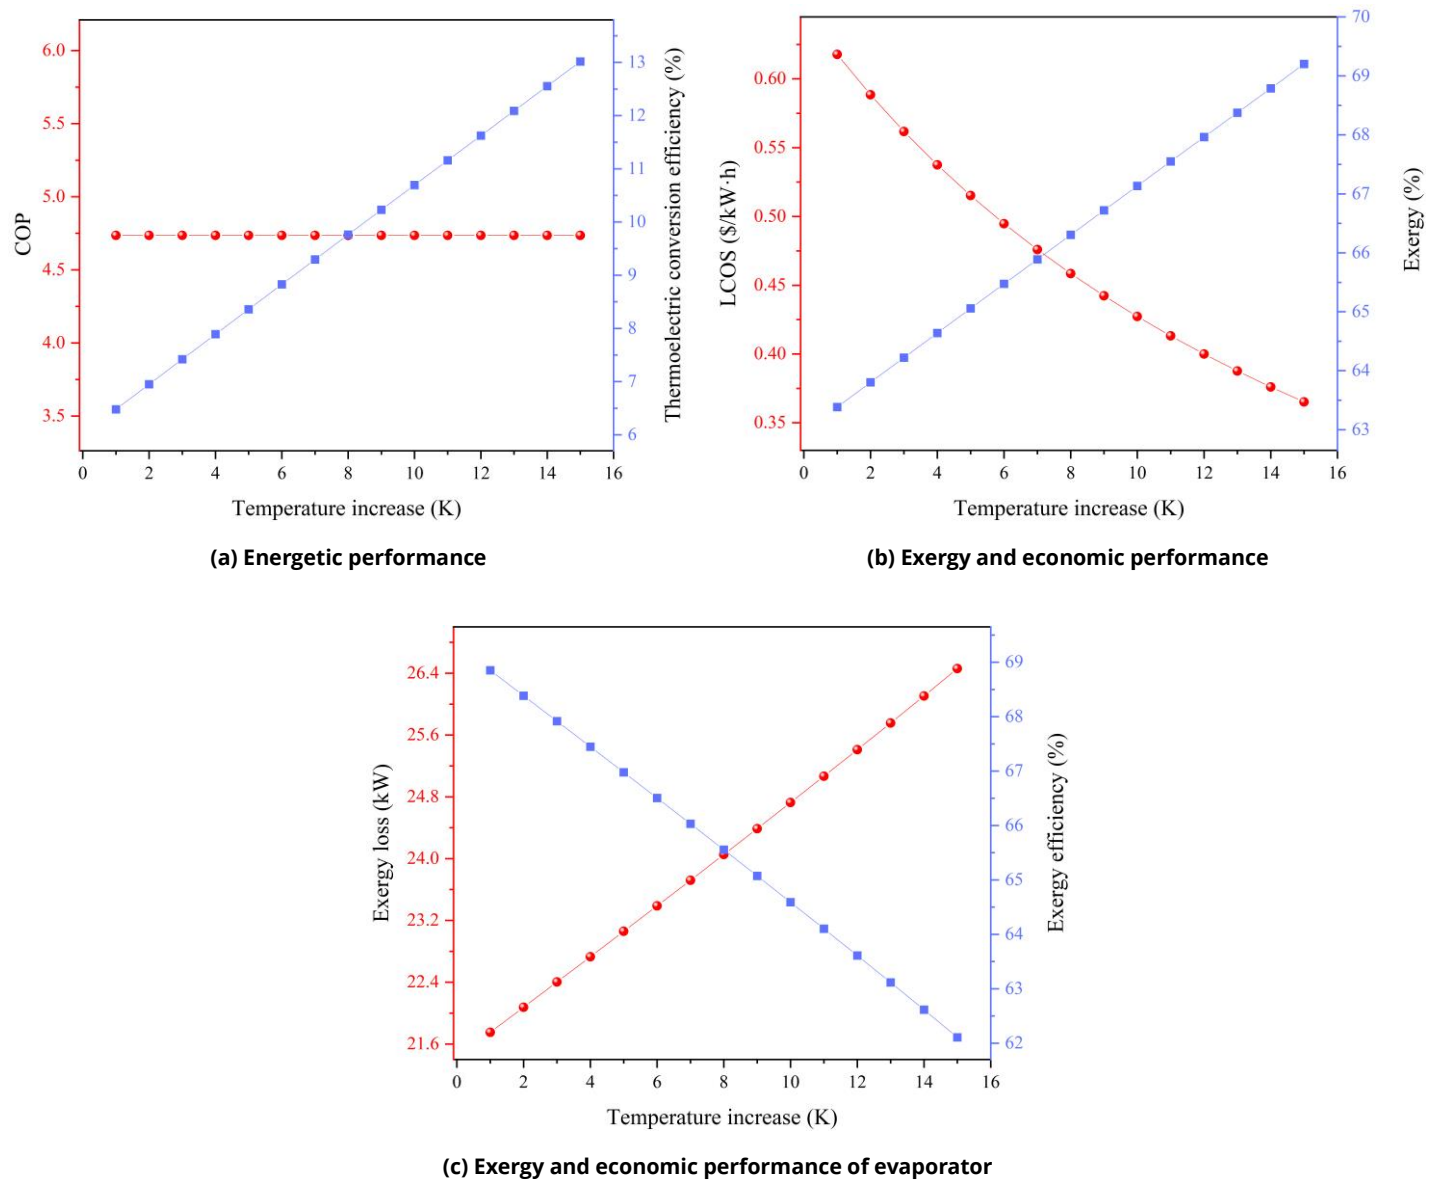 6.0
5.5
5.0
4.5
4.0
3.5
COP
13
12
11
10
9
8
7
6
Thermoelectric conversion efficiency (%)
0 2 4 6 8 10 12 14 16
Temperature increase (K)
(a) Energetic performance
0.60
0.55
0.50
0.45
0.40
0.35
LCOS ($/kW·h)
70
69
68
67
66
65
64
63
Exergy (%)
0 2 4 6 8 10 12 14 16
Temperature increase (K)
(b) Exergy and economic performance
26.4
25.6
24.8
24.0
23.2
22.4
21.6
Exergy loss (kW)
69
68
67
66
65
64
63
62
Exergy efficiency (%)
0 2 4 6 8 10 12 14 16
Temperature increase (K)
(c) Exergy and economic performance of evaporator